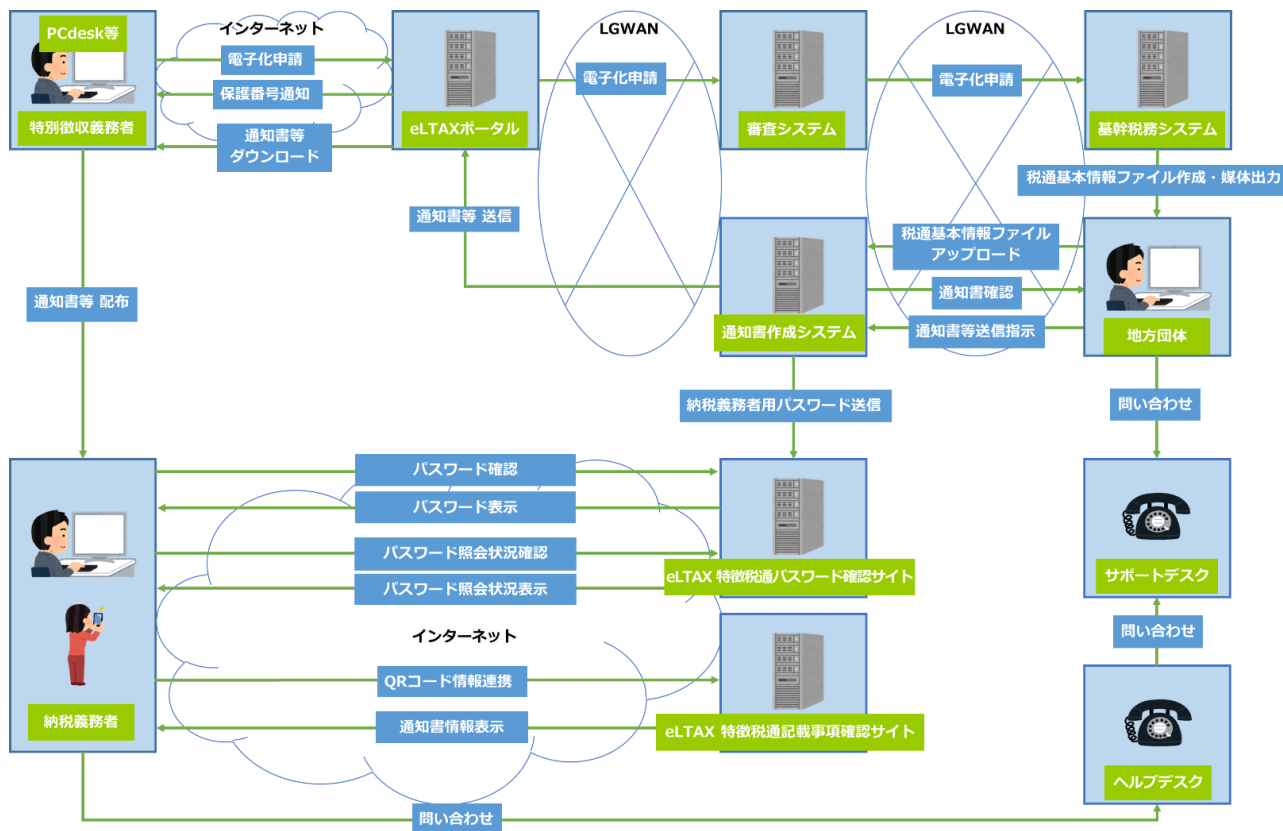 PCdesk等
インターネット
LGWAN
LGWAN
電子化申請
電子化申請
電子化申請
保護番号通知
特別徴収義務者
eLTAXポータル
審査システム
基幹税務システム
通知書等
ダウンロード
税通基本情報ファイル作成・媒体出力
通知書等 送信
税通基本情報ファイル
アップロード
通知書確認
通知書等 配布
通知書作成システム
通知書等送信指示
地方団体
納税義務者用パスワード送信
問い合わせ
パスワード確認
パスワード表示
パスワード照会状況確認
パスワード照会状況表示
eLTAX 特徴税通パスワード確認サイト
サポートデスク
インターネット
問い合わせ
QRコード情報連携
納税義務者
通知書情報表示
eLTAX 特徴税通記載事項確認サイト
ヘルプデスク
問い合わせ